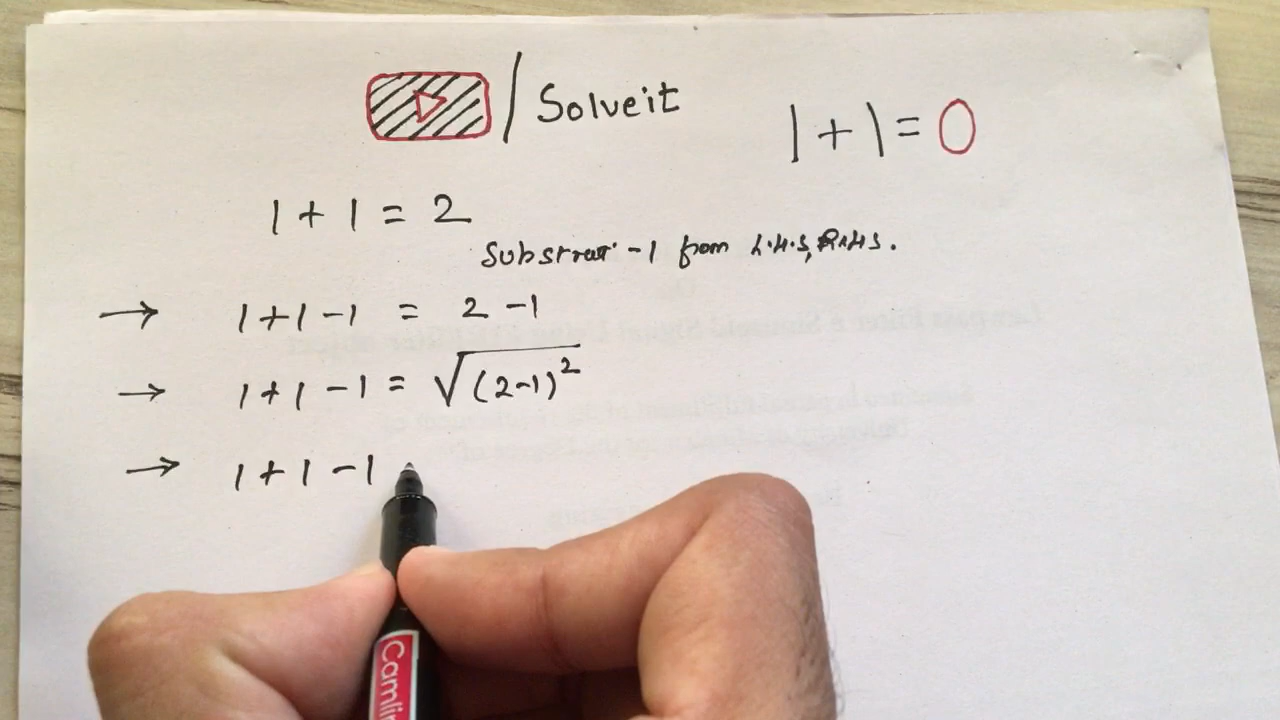 Solveit
1 + 1 = 0
1 + 1 = 2
Substrat -1 from L.H.S, R.H.S.
→ 1 + 1 - 1 = 2 - 1
→ 1 + 1 - 1 = √(2-1)²
→ 1 + 1 - 1
Camlin